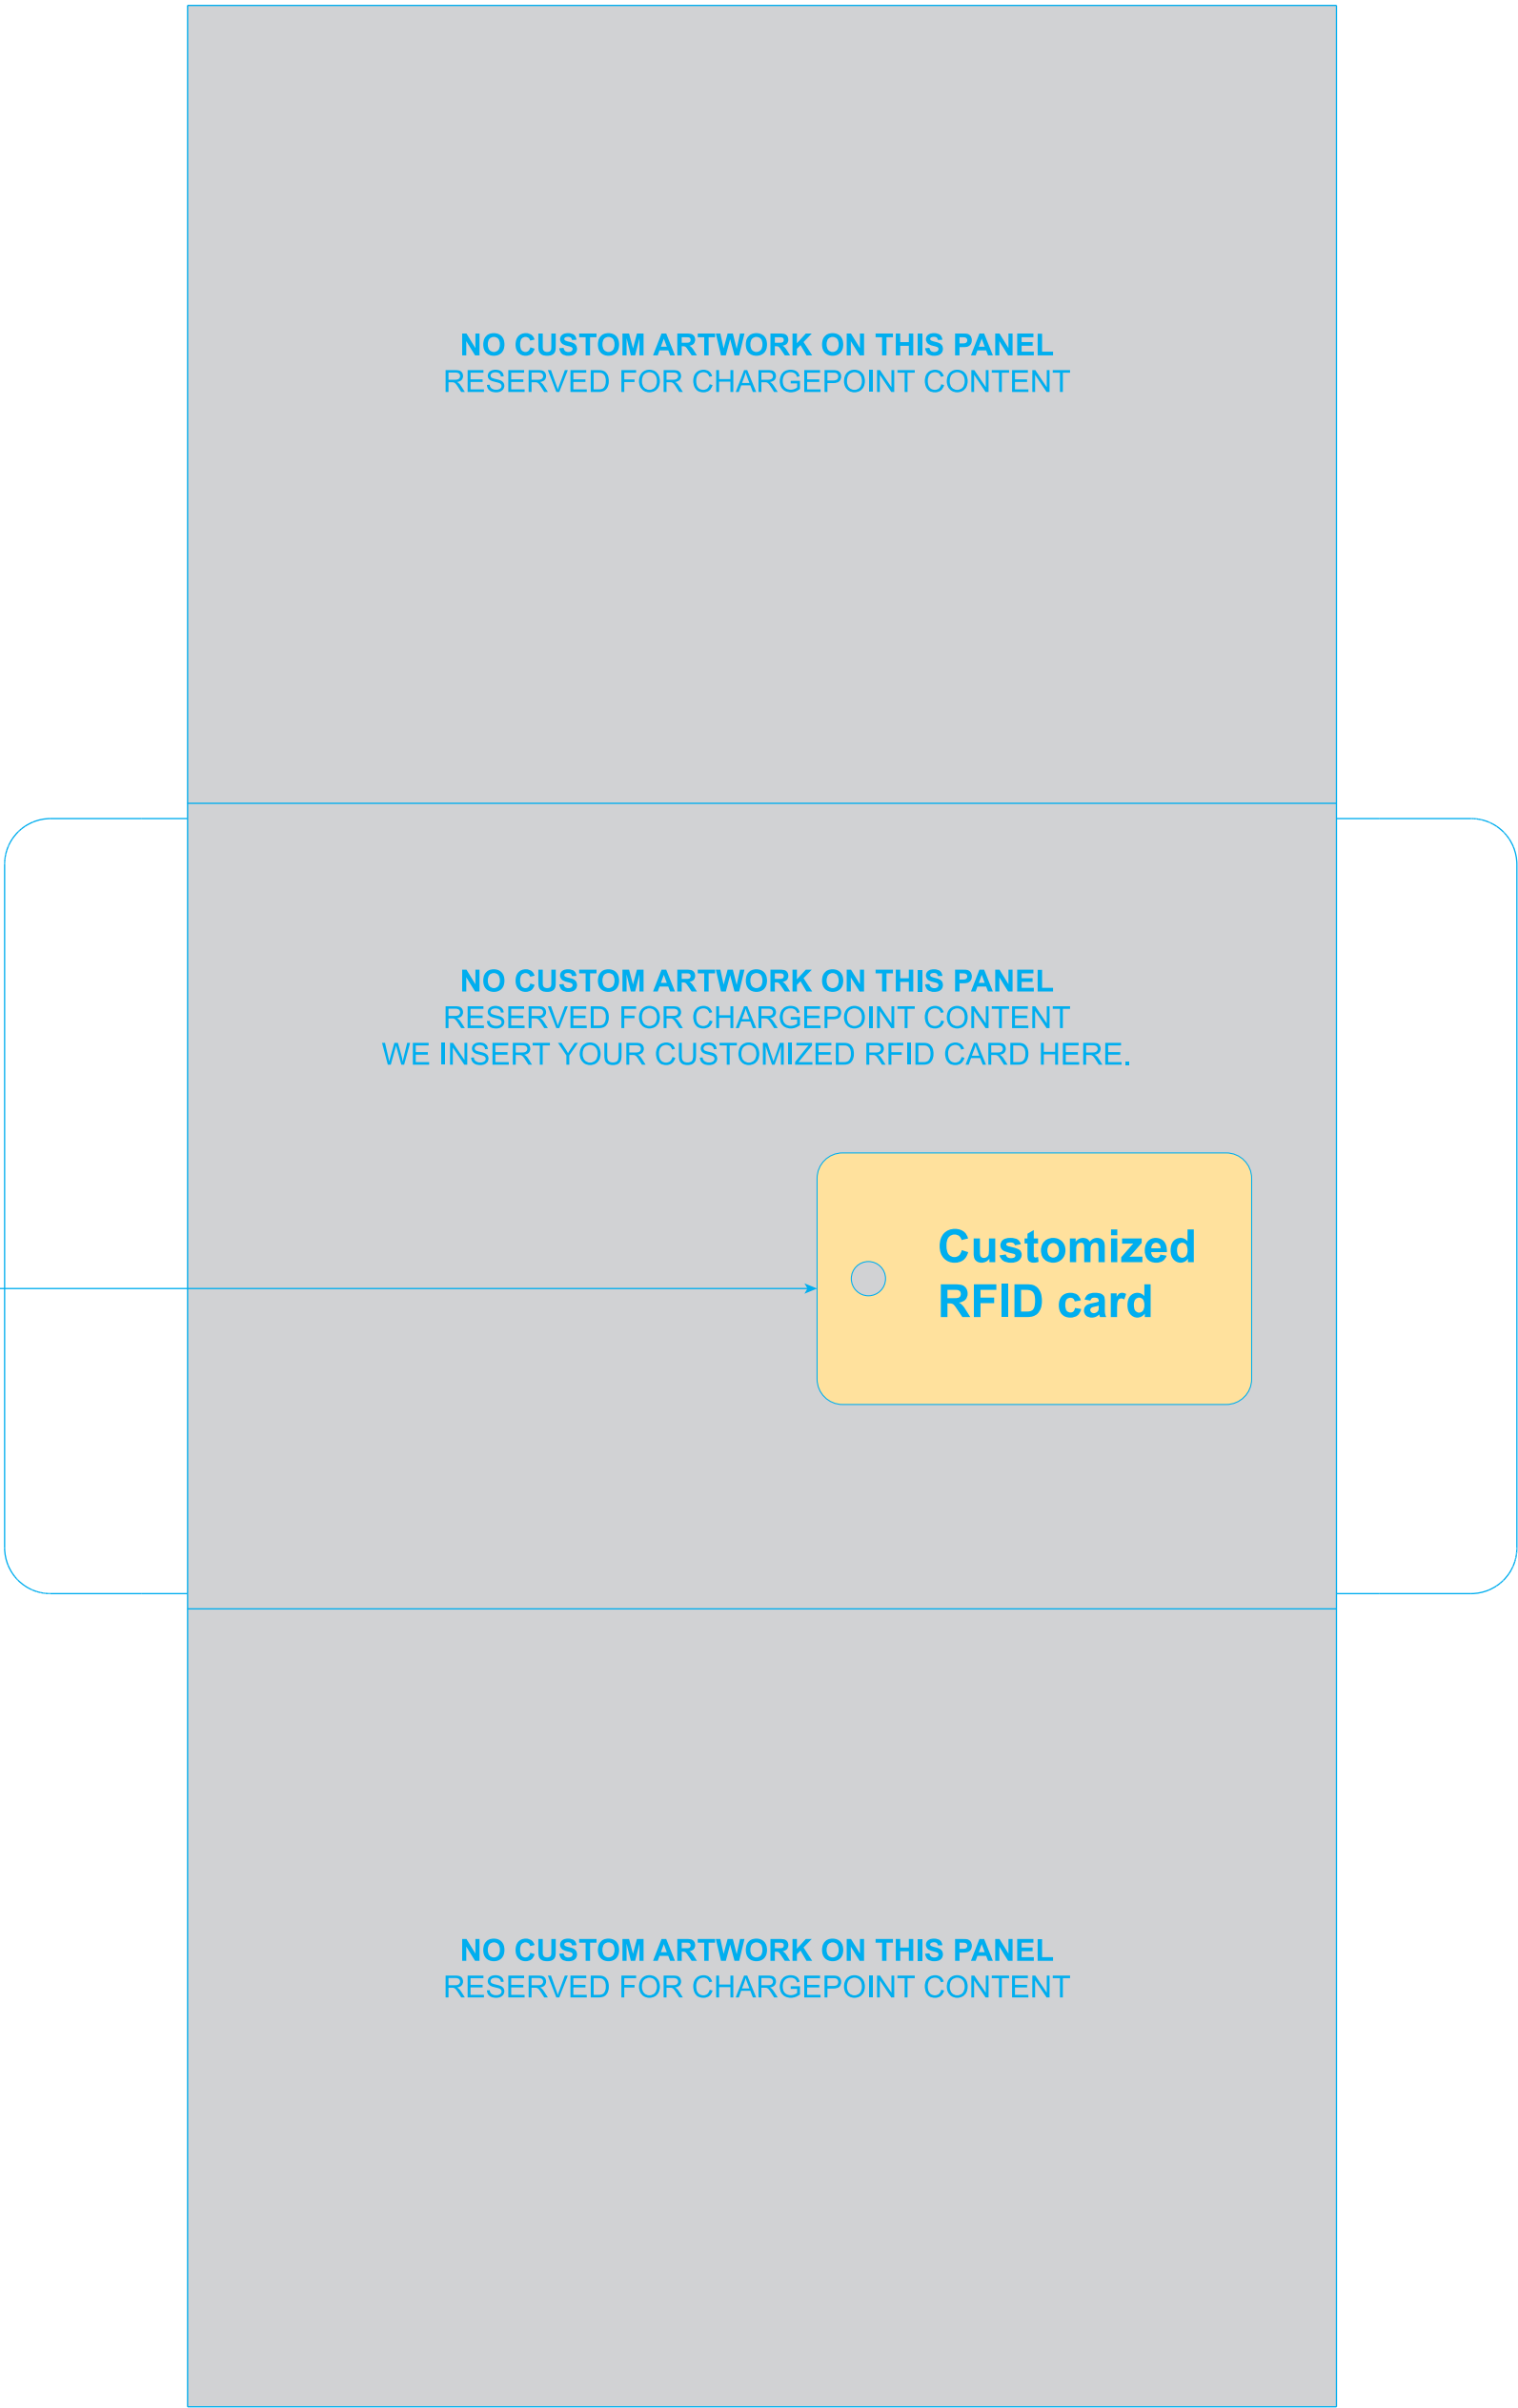 NO CUSTOM ARTWORK ON THIS PANEL
RESERVED FOR CHARGEPOINT CONTENT
NO CUSTOM ARTWORK ON THIS PANEL
RESERVED FOR CHARGEPOINT CONTENT
WE INSERT YOUR CUSTOMIZED RFID CARD HERE.
Customized
RFID card
NO CUSTOM ARTWORK ON THIS PANEL
RESERVED FOR CHARGEPOINT CONTENT